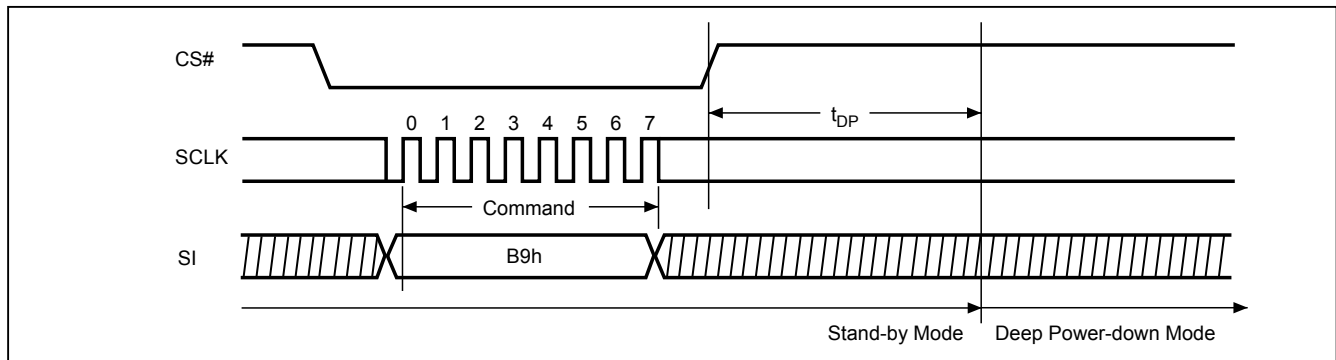 CS#
t_DP
0 1 2 3 4 5 6 7
SCLK
Command
SI
B9h
Stand-by Mode
Deep Power-down Mode